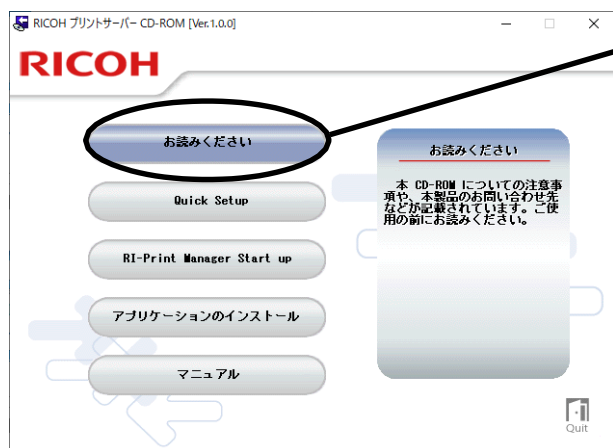 RICOH プリントサーバー CD-ROM [Ver.1.0.0]
RICOH
お読みください
Quick Setup
RI-Print Manager Start up
アプリケーションのインストール
マニュアル
お読みください
本 CD-ROM についての注意事
項や、本製品のお問い合わせ先
などが記載されています。ご使
用の前にお読みください。
Quit